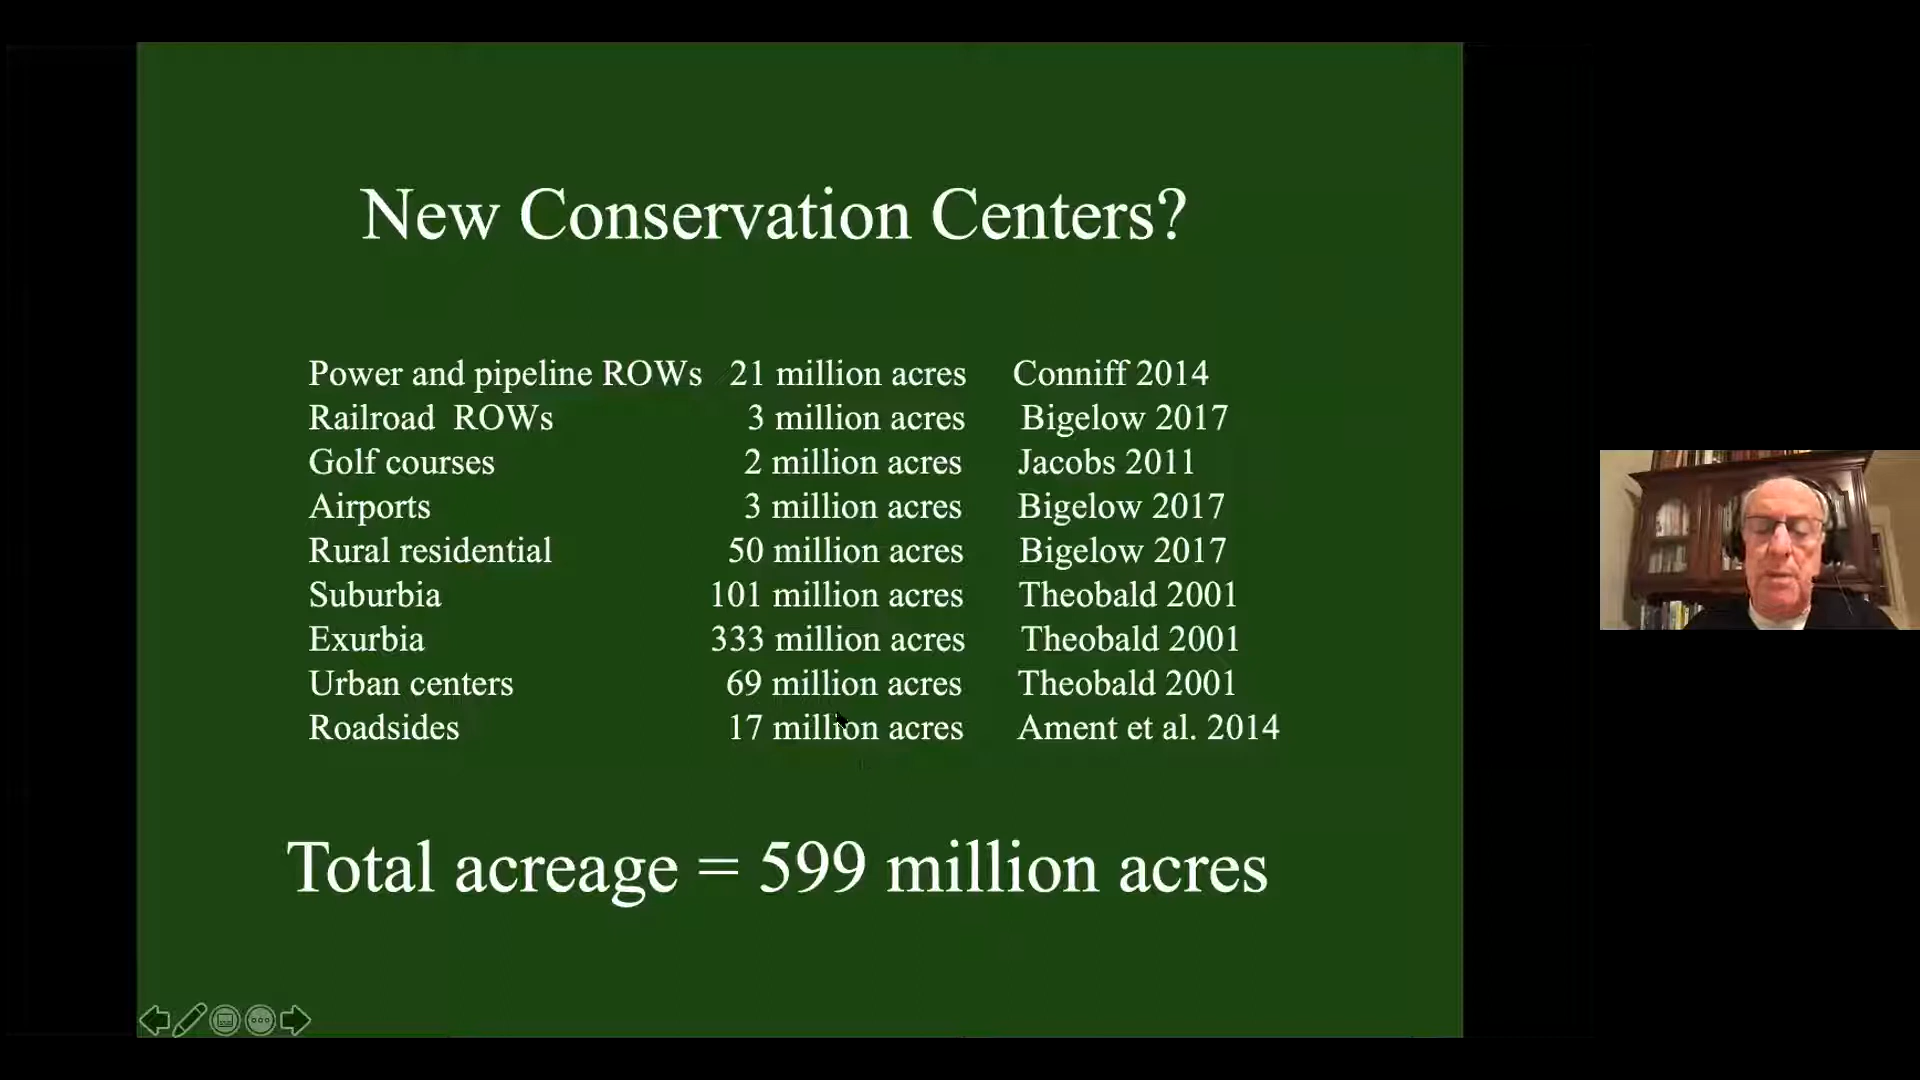 New Conservation Centers?
Power and pipeline ROWs 21 million acres Conniff 2014
Railroad ROWs 3 million acres Bigelow 2017
Golf courses 2 million acres Jacobs 2011
Airports 3 million acres Bigelow 2017
Rural residential 50 million acres Bigelow 2017
Suburbia 101 million acres Theobald 2001
Exurbia 333 million acres Theobald 2001
Urban centers 69 million acres Theobald 2001
Roadsides 17 million acres Ament et al. 2014
Total acreage = 599 million acres